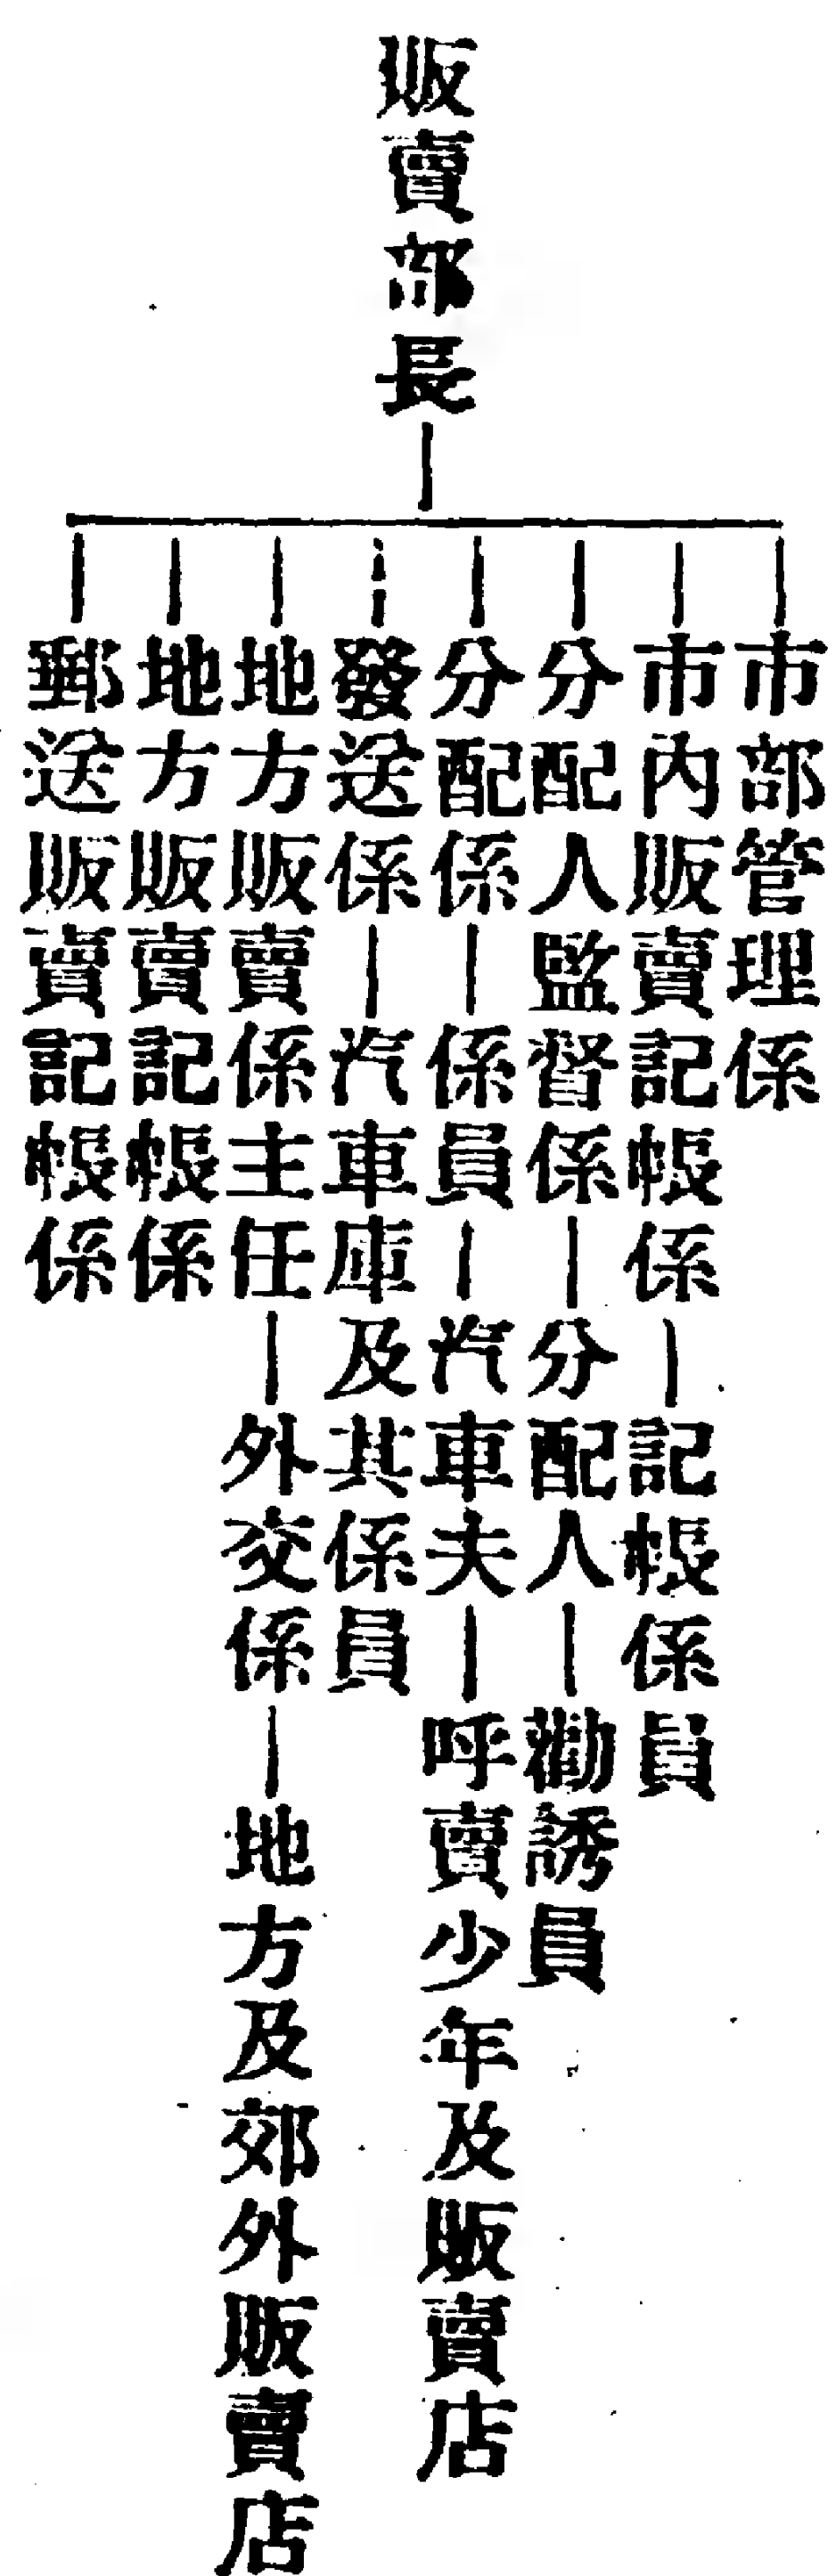 販賣部長
市部管理係
市內販賣記帳係—記帳係員
分配人監督係—分配人—勸誘員
分配係—係員—汽車夫—呼賣少年及販賣店
發送係—汽車庫及其係員
地方販賣係主任—外交係—地方及郊外販賣店
地方販賣記帳係
郵送販賣記帳係